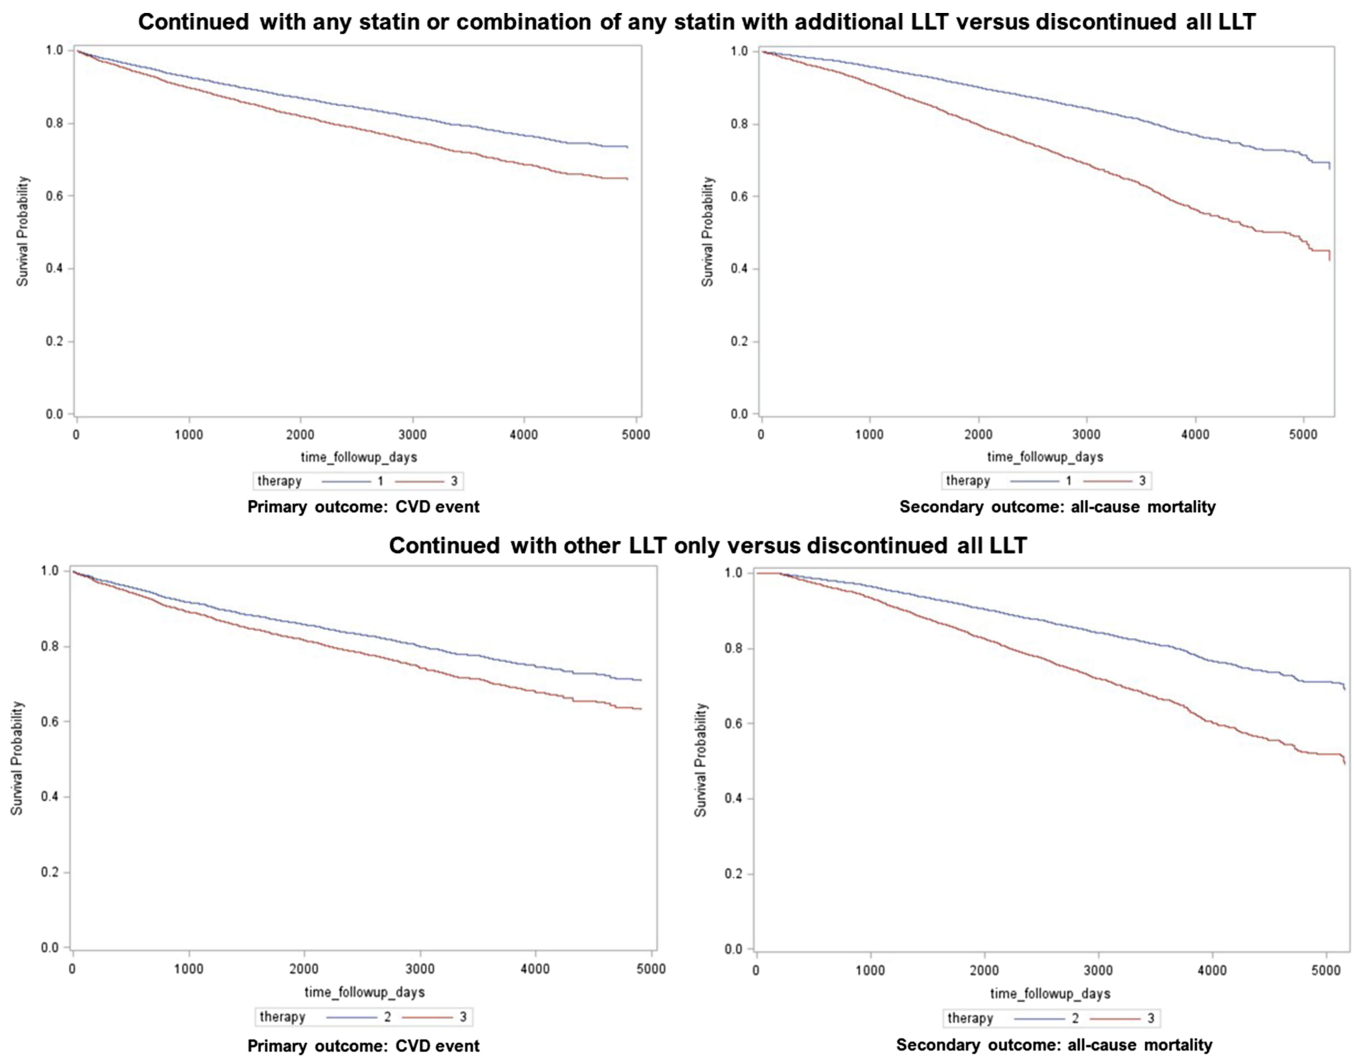 Continued with any statin or combination of any statin with additional LLT versus discontinued all LLT
1.0
0.8
0.6
0.4
0.2
0.0
Survival Probability
0 1000 2000 3000 4000 5000
time_followup_days
therapy 1 3
Primary outcome: CVD event
1.0
0.8
0.6
0.4
0.2
0.0
Survival Probability
0 1000 2000 3000 4000 5000
time_followup_days
therapy 1 3
Secondary outcome: all-cause mortality
Continued with other LLT only versus discontinued all LLT
1.0
0.8
0.6
0.4
0.2
0.0
Survival Probability
0 1000 2000 3000 4000 5000
time_followup_days
therapy 2 3
Primary outcome: CVD event
1.0
0.8
0.6
0.4
0.2
0.0
Survival Probability
0 1000 2000 3000 4000 5000
time_followup_days
therapy 2 3
Secondary outcome: all-cause mortality